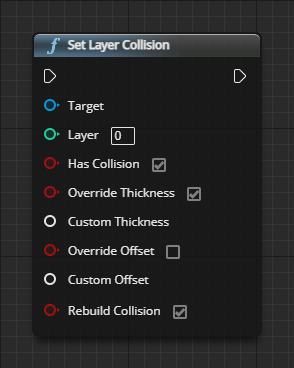 Set Layer Collision
Target
Layer 0
Has Collision
Override Thickness
Custom Thickness
Override Offset
Custom Offset
Rebuild Collision